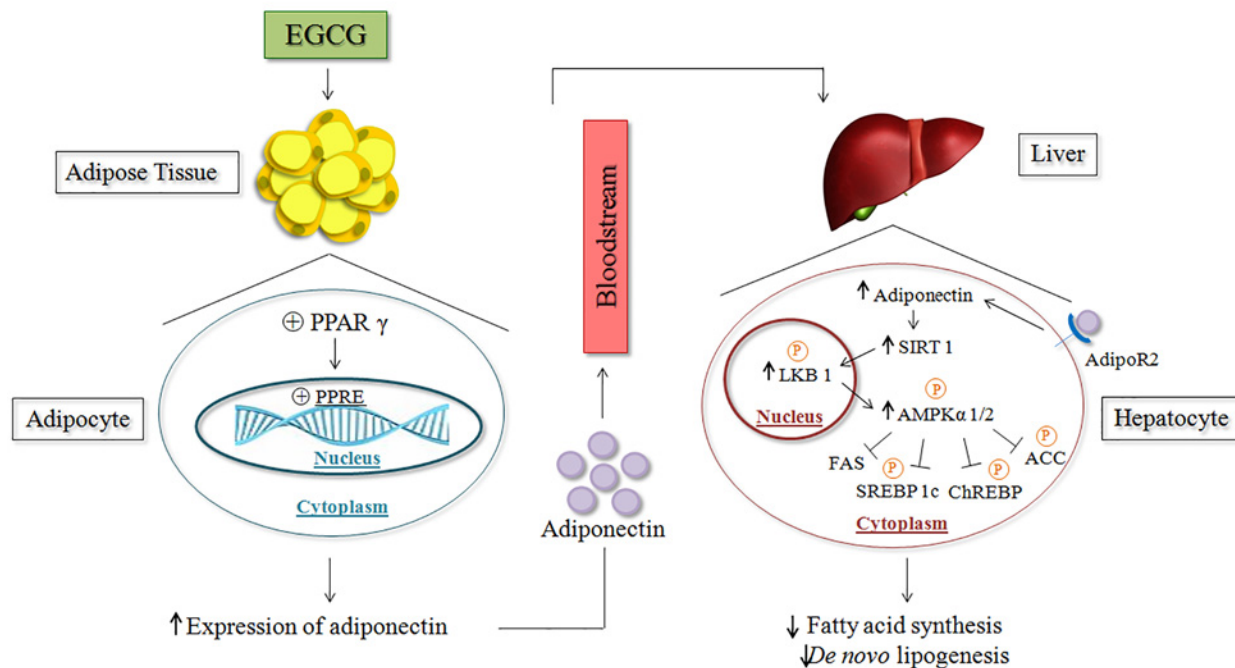 EGCG
Adipose Tissue
⊕ PPAR γ
⊕ PPRE
Nucleus
Cytoplasm
Adipocyte
↑ Expression of adiponectin
Adiponectin
Bloodstream
Liver
↑ Adiponectin
AdipoR2
↑ SIRT 1
P
↑ LKB 1
Nucleus
P
↑ AMPKα 1/2
Hepatocyte
FAS
P
SREBP 1c
P
ChREBP
P
ACC
Cytoplasm
↓ Fatty acid synthesis
↓ De novo lipogenesis